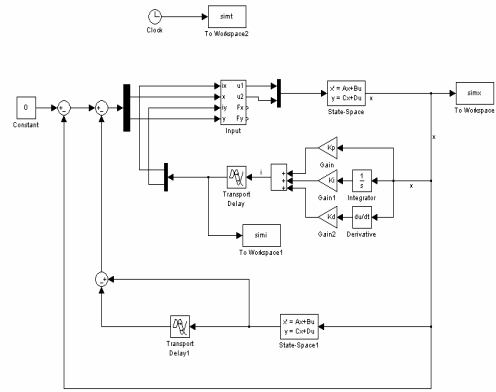 simt
Clock
To Workspace2
0
Constant
ix
x
iy
y
u1
u2
Fx
Fy
Input
x' = Ax+Bu
y = Cx+Du
State-Space
x
simx
To Workspace
x
Kp
Gain
i
Transport
Delay
Ki
Gain1
1
s
Integrator
x
Kd
Gain2
du/dt
Derivative
simi
To Workspace1
Transport
Delay1
x' = Ax+Bu
y = Cx+Du
State-Space1